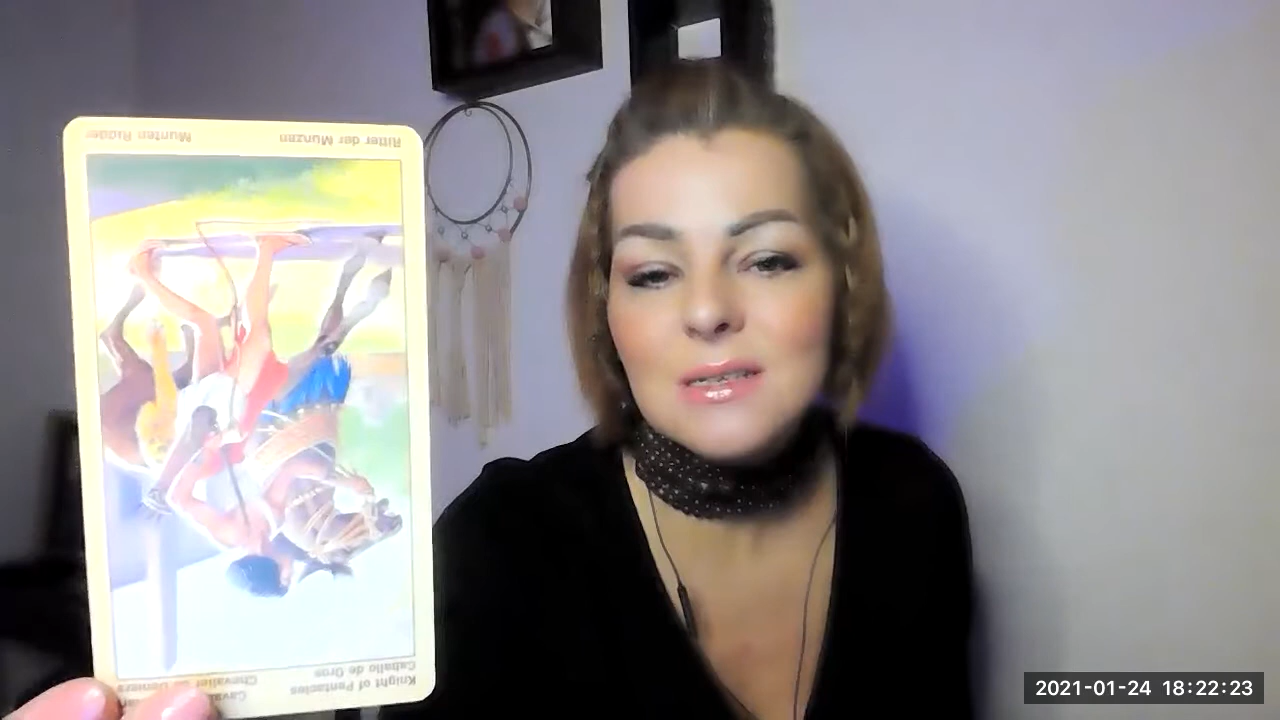 Knight of Pentacles
Caballo de Oros Chevalier de Deniers
Ritter der Münzen Munten Ridder
2021-01-24 18:22:23